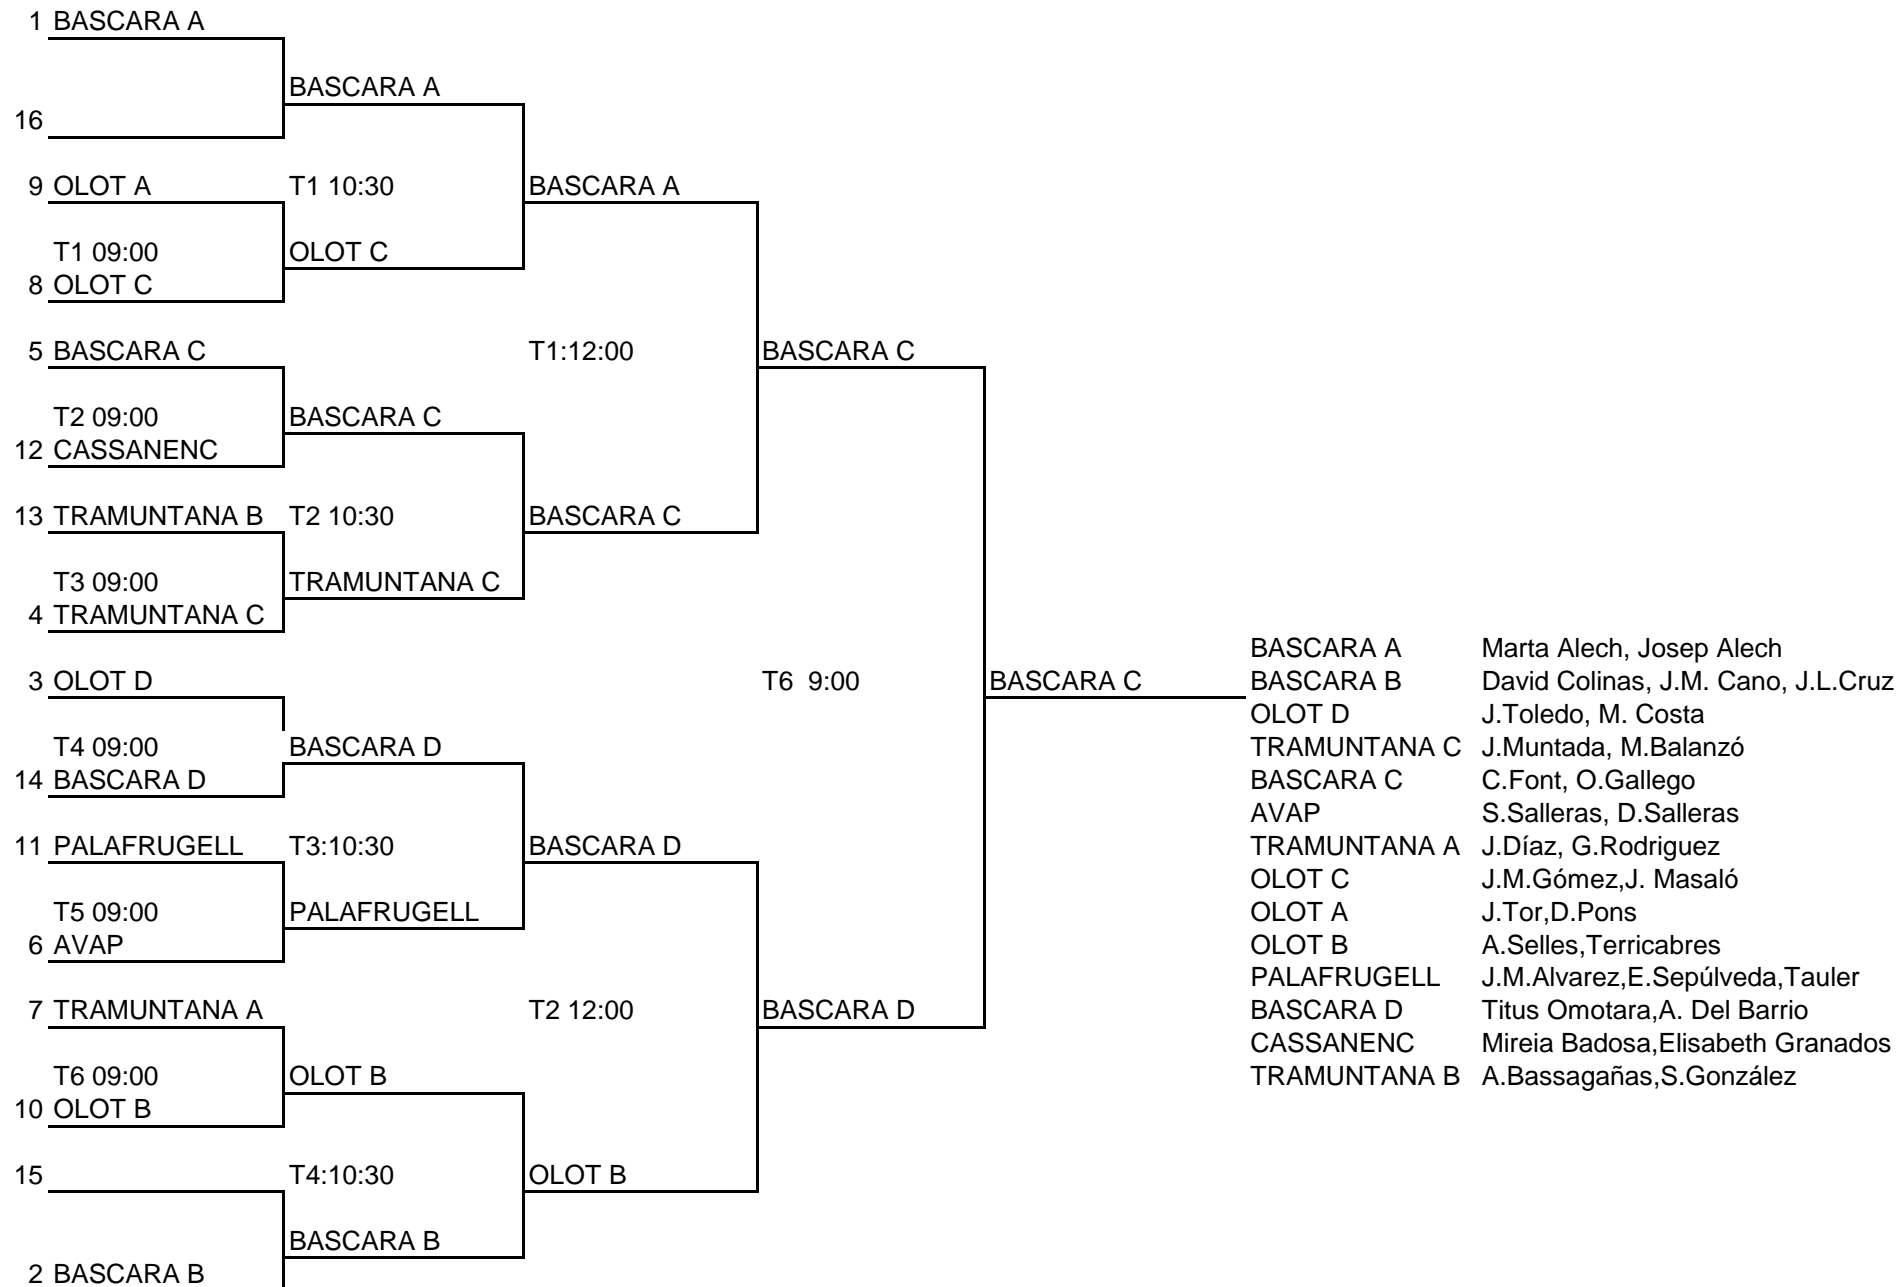 1 BASCARA A
BASCARA A
16
9 OLOT A T1 10:30 BASCARA A
T1 09:00 OLOT C
8 OLOT C
5 BASCARA C T1:12:00 BASCARA C
T2 09:00 BASCARA C
12 CASSANENC
13 TRAMUNTANA B T2 10:30 BASCARA C
T3 09:00 TRAMUNTANA C
4 TRAMUNTANA C
BASCARA A Marta Alech, Josep Alech
3 OLOT D T6 9:00 BASCARA C BASCARA B David Colinas, J.M. Cano, J.L.Cruz
OLOT D J.Toledo, M. Costa
T4 09:00 BASCARA D TRAMUNTANA C J.Muntada, M.Balanzó
14 BASCARA D BASCARA C C.Font, O.Gallego
AVAP S.Salleras, D.Salleras
11 PALAFRUGELL T3:10:30 BASCARA D TRAMUNTANA A J.Díaz, G.Rodriguez
OLOT C J.M.Gómez,J. Masaló
T5 09:00 PALAFRUGELL OLOT A J.Tor,D.Pons
6 AVAP OLOT B A.Selles,Terricabres
PALAFRUGELL J.M.Alvarez,E.Sepúlveda,Tauler
7 TRAMUNTANA A T2 12:00 BASCARA D BASCARA D Titus Omotara,A. Del Barrio
CASSANENC Mireia Badosa,Elisabeth Granados
T6 09:00 OLOT B TRAMUNTANA B A.Bassagañas,S.González
10 OLOT B
15 T4:10:30 OLOT B
BASCARA B
2 BASCARA B